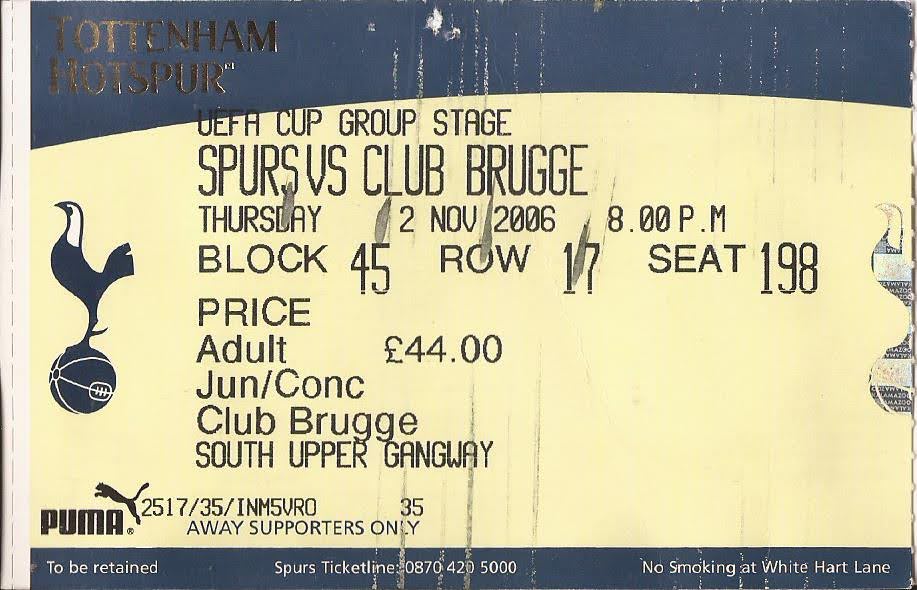 TOTTENHAM
HOTSPUR
UEFA CUP GROUP STAGE
SPURS VS CLUB BRUGGE
THURSDAY 2 NOV 2006 8.00 P.M
BLOCK 45 ROW 17 SEAT 198
PRICE
Adult £44.00
Jun/Conc
Club Brugge
SOUTH UPPER GANGWAY
PUMA® 2517/35/INM5VRO 35
AWAY SUPPORTERS ONLY
To be retained Spurs Ticketline: 0870 420 5000 No Smoking at White Hart Lane